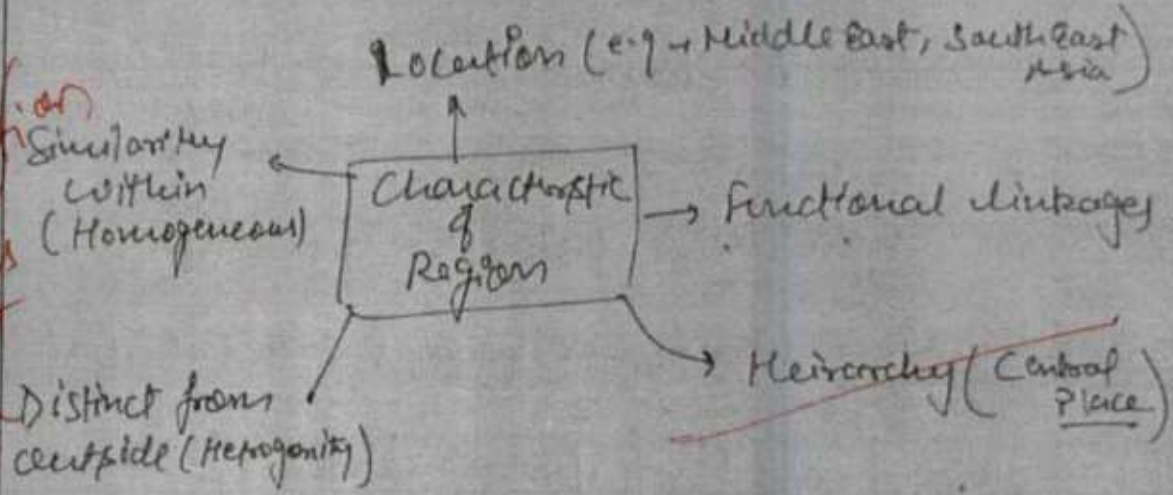 Location (e.g → Middle East, South East
Asia)
Similarity
within
(Homogeneous)
Characteristic
of
Regions
→ functional linkages
Heirarchy (Central
Place)
Distinct from
outside (Hetrogenity)